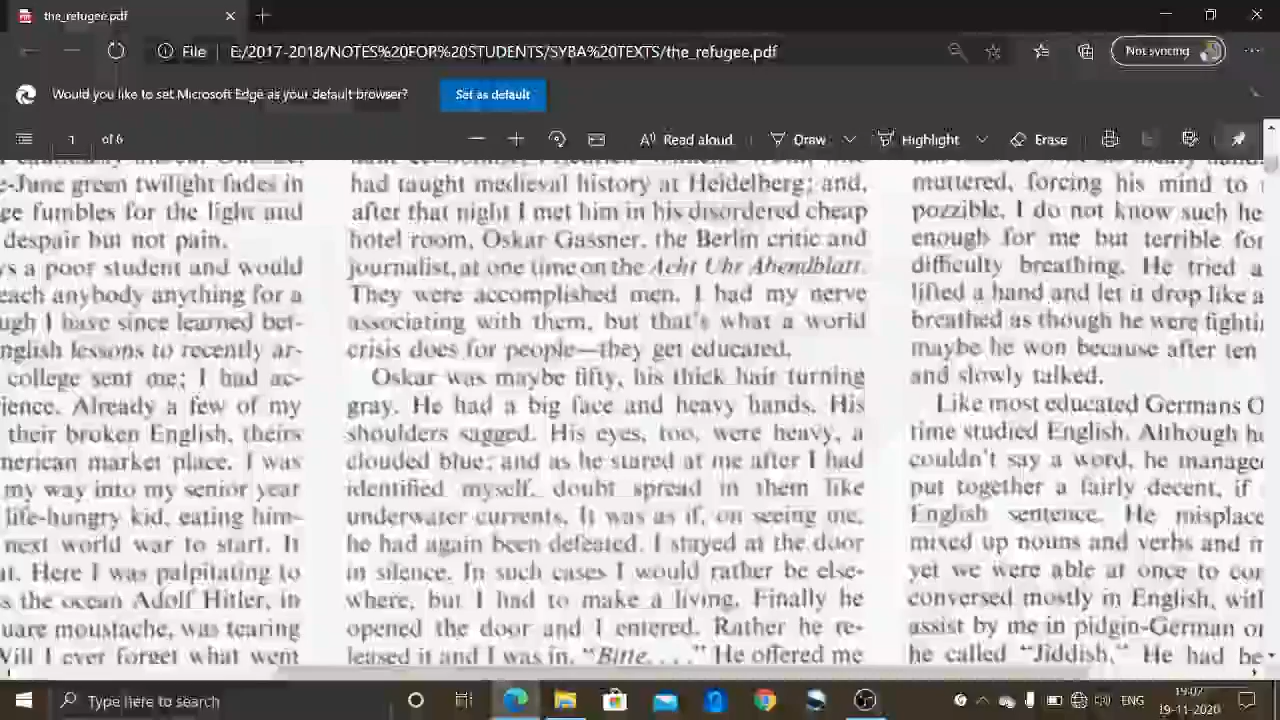 the_refugee.pdf
File
E:/2017-2018/NOTES%20FOR%20STUDENTS/SYBA%20TEXTS/the_refugee.pdf
Not syncing
Would you like to set Microsoft Edge as your default browser?
Set as default
1 of 6
Read aloud
Draw
Highlight
Erase
e-June green twilight fades in
ge fumbles for the light and
despair but not pain.
ys a poor student and would
each anybody anything for a
ugh I have since learned bet-
nglish lessons to recently ar-
college sent me; I had ac-
ience. Already a few of my
their broken English, theirs
merican market place. I was
my way into my senior year
life-hungry kid, eating him-
next world war to start. It
at. Here I was palpitating to
s the ocean Adolf Hitler, in
uare moustache, was tearing
Will I ever forget what went
had taught medieval history at Heidelberg; and,
after that night I met him in his disordered cheap
hotel room, Oskar Gassner, the Berlin critic and
journalist, at one time on the Acht Uhr Abendblatt.
They were accomplished men. I had my nerve
associating with them, but that's what a world
crisis does for people—they get educated.
Oskar was maybe fifty, his thick hair turning
gray. He had a big face and heavy hands. His
shoulders sagged. His eyes, too, were heavy, a
clouded blue; and as he stared at me after I had
identified myself, doubt spread in them like
underwater currents. It was as if, on seeing me,
he had again been defeated. I stayed at the door
in silence. In such cases I would rather be else-
where, but I had to make a living. Finally he
opened the door and I entered. Rather he re-
leased it and I was in. "Bitte. . . ." He offered me
muttered, forcing his mind to
pozzible. I do not know such he
enough for me but terrible for
difficulty breathing. He tried a
lifted a hand and let it drop like a
breathed as though he were fighti
maybe he won because after ten
and slowly talked.
Like most educated Germans O
time studied English. Although h
couldn't say a word, he manage
put together a fairly decent, if
English sentence. He misplace
mixed up nouns and verbs and
yet we were able at once to co
conversed mostly in English, wit
assist by me in pidgin-German or
he called "Jiddish." He had be
Type here to search
ENG
19:07
19-11-2020